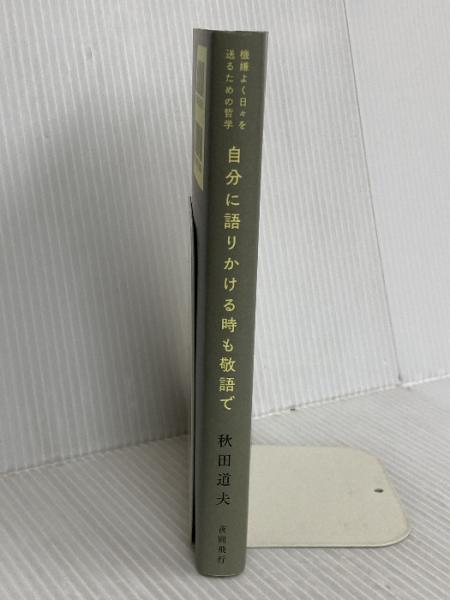 機嫌よく日々を
送るための哲学
自分に語りかける時も敬語で
秋田道夫
夜間飛行